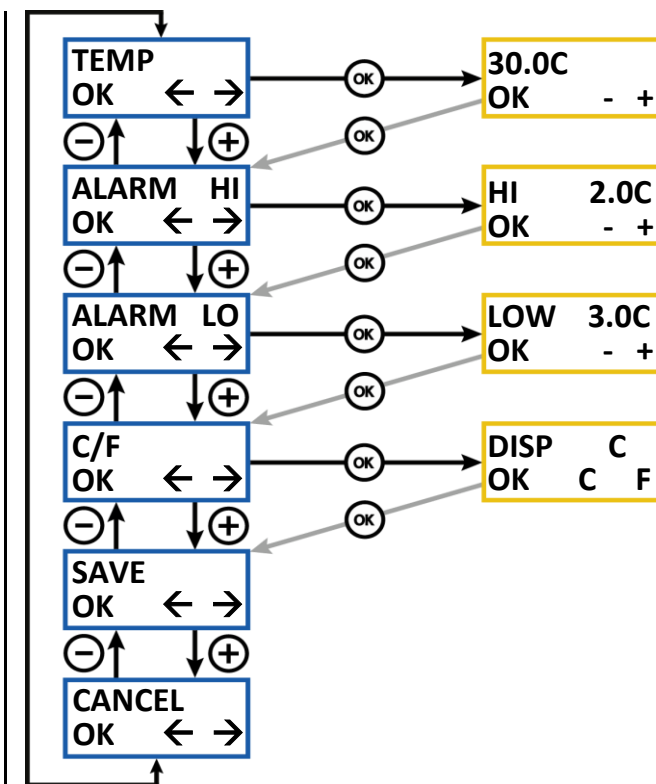 TEMP
OK ← →
OK
30.0C
OK - +
OK
− +
ALARM HI
OK ← →
OK
HI 2.0C
OK - +
OK
− +
ALARM LO
OK ← →
OK
LOW 3.0C
OK - +
OK
− +
C/F
OK ← →
OK
DISP C
OK C F
OK
− +
SAVE
OK ← →
− +
CANCEL
OK ← →